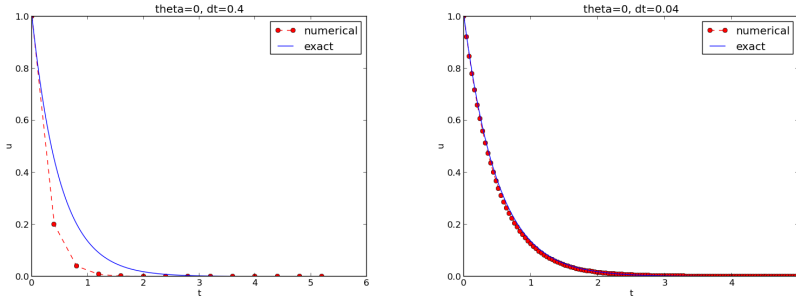 theta=0, dt=0.4
1.0
0.8
0.6
0.4
0.2
0.0
u
0 1 2 3 4 5 6
t
numerical
exact
theta=0, dt=0.04
1.0
0.8
0.6
0.4
0.2
0.0
u
0 1 2 3 4
t
numerical
exact